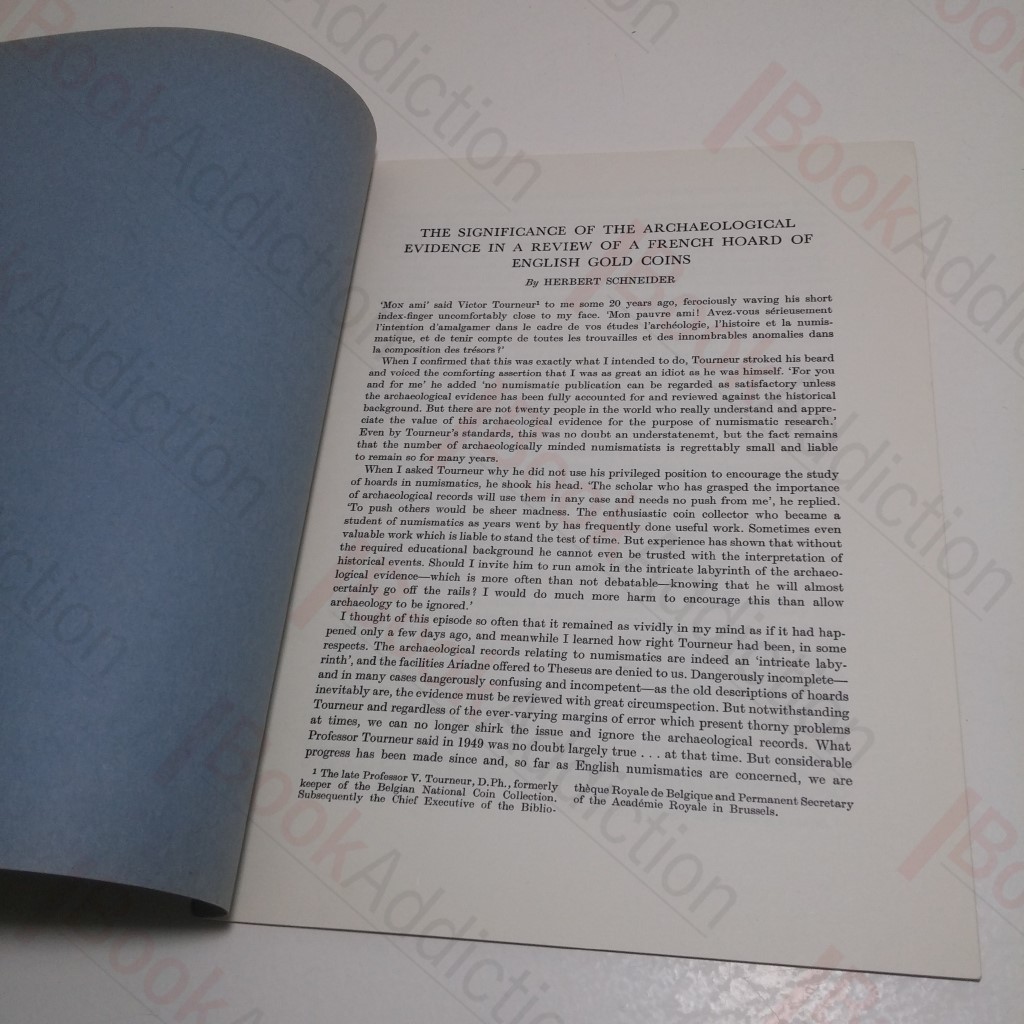 THE SIGNIFICANCE OF THE ARCHAEOLOGICAL
EVIDENCE IN A REVIEW OF A FRENCH HOARD OF
ENGLISH GOLD COINS
By HERBERT SCHNEIDER
'MON ami' said Victor Tourneur¹ to me some 20 years ago, ferociously waving his short
index-finger uncomfortably close to my face. 'Mon pauvre ami! Avez-vous sérieusement
l'intention d'amalgamer dans le cadre de vos études l'archéologie, l'histoire et la numis-
matique, et de tenir compte de toutes les trouvailles et des innombrables anomalies dans
la composition des trésors?'
When I confirmed that this was exactly what I intended to do, Tourneur stroked his beard
and voiced the comforting assertion that I was as great an idiot as he was himself. 'For you
and for me' he added 'no numismatic publication can be regarded as satisfactory unless
the archaeological evidence has been fully accounted for and reviewed against the historical
background. But there are not twenty people in the world who really understand and appre-
ciate the value of this archaeological evidence for the purpose of numismatic research.'
Even by Tourneur's standards, this was no doubt an understatenemt, but the fact remains
that the number of archaeologically minded numismatists is regrettably small and liable
to remain so for many years.
When I asked Tourneur why he did not use his privileged position to encourage the study
of hoards in numismatics, he shook his head. 'The scholar who has grasped the importance
of archaeological records will use them in any case and needs no push from me', he replied.
'To push others would be sheer madness. The enthusiastic coin collector who became a
student of numismatics as years went by has frequently done useful work. Sometimes even
valuable work which is liable to stand the test of time. But experience has shown that without
the required educational background he cannot even be trusted with the interpretation of
historical events. Should I invite him to run amok in the intricate labyrinth of the archaeo-
logical evidence—which is more often than not debatable—knowing that he will almost
certainly go off the rails? I would do much more harm to encourage this than allow
archaeology to be ignored.'
I thought of this episode so often that it remained as vividly in my mind as if it had hap-
pened only a few days ago, and meanwhile I learned how right Tourneur had been, in some
respects. The archaeological records relating to numismatics are indeed an 'intricate laby-
rinth', and the facilities Ariadne offered to Theseus are denied to us. Dangerously incomplete—
and in many cases dangerously confusing and incompetent—as the old descriptions of hoards
inevitably are, the evidence must be reviewed with great circumspection. But notwithstanding
Tourneur and regardless of the ever-varying margins of error which present thorny problems
at times, we can no longer shirk the issue and ignore the archaeological records. What
Professor Tourneur said in 1949 was no doubt largely true . . . at that time. But considerable
progress has been made since and, so far as English numismatics are concerned, we are
¹ The late Professor V. Tourneur, D.Ph., formerly
keeper of the Belgian National Coin Collection.
Subsequently the Chief Executive of the Biblio-
thèque Royale de Belgique and Permanent Secretary
of the Académie Royale in Brussels.
BookAddiction